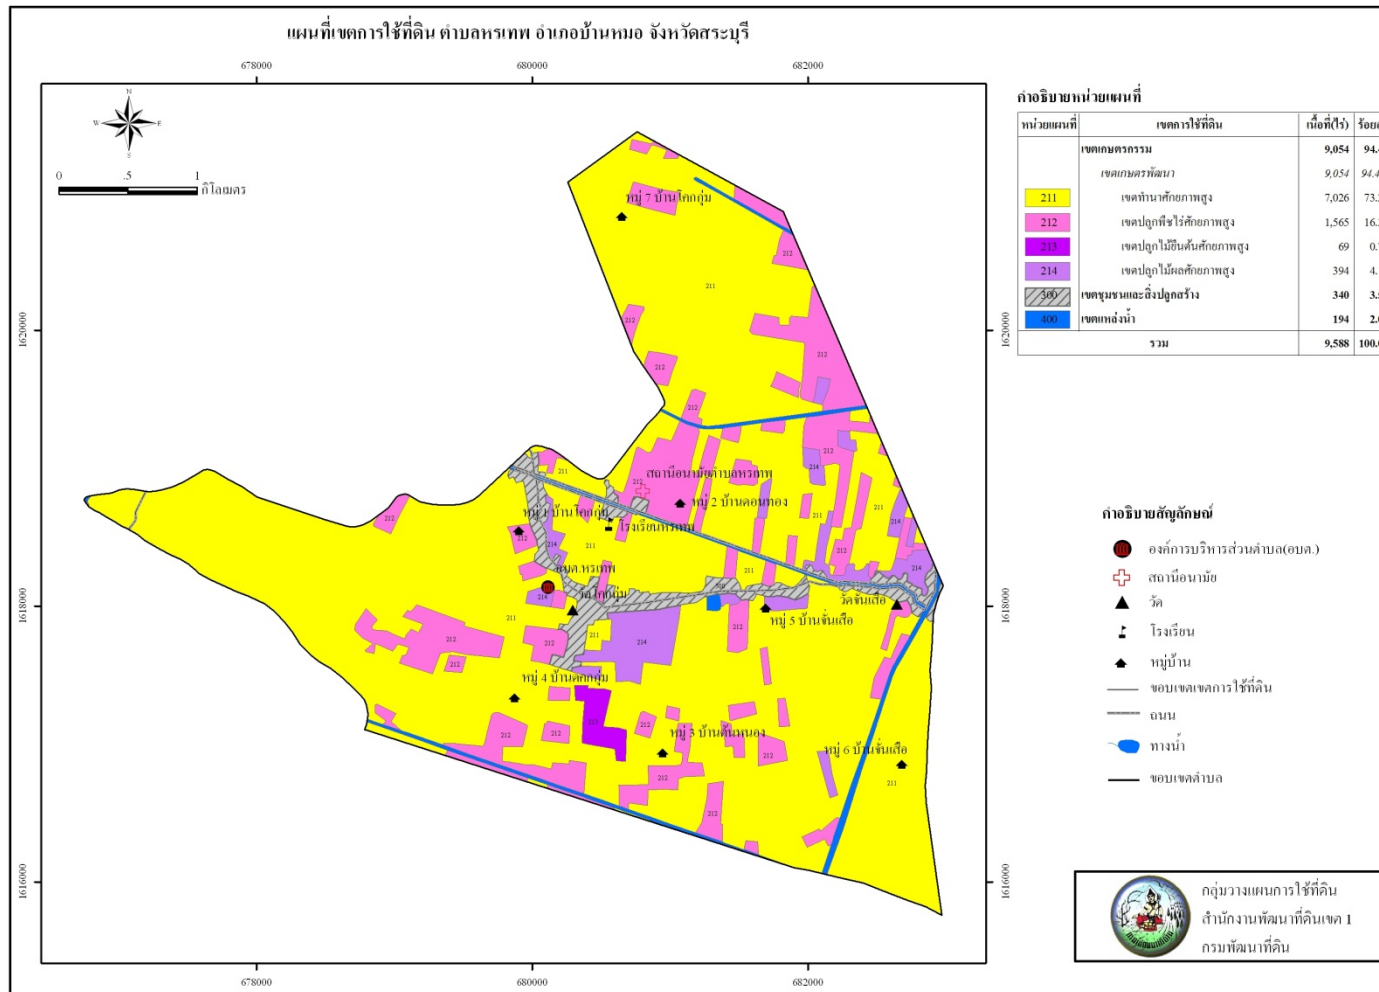 แผนที่เขตการใช้ที่ดิน ตำบลหรเทพ อำเภอบ้านหมอ จังหวัดสระบุรี
678000 680000 682000
N
W E
S
0 .5 1
กิโลเมตร
คำอธิบายหน่วยแผนที่
หน่วยแผนที่ เขตการใช้ที่ดิน เนื้อที่(ไร่)
เขตเกษตรกรรม 9,054
เขตเกษตรพัฒนา 9,054
211 เขตทำนาศักยภาพสูง 7,026
212 เขตปลูกพืชไร่ศักยภาพสูง 1,565
213 เขตปลูกไม้ยืนต้นศักยภาพสูง 69
214 เขตปลูกไม้ผลศักยภาพสูง 394
300 เขตชุมชนและสิ่งปลูกสร้าง 340
400 เขตแหล่งน้ำ 194
รวม 9,588
1620000 1620000
1618000 1618000
1616000 1616000
หมู่ 7 บ้านโคกกุ่ม
สถานีอนามัยตำบลหรเทพ
หมู่ 2 บ้านดอนทอง
หมู่ 1 บ้านโคกกุ่ม
โรงเรียนหรเทพ
อบต.หรเทพ
วัดโคกกุ่ม
วัดชั่นเสือ
หมู่ 5 บ้านชั่นเสือ
หมู่ 4 บ้านคกกุ่ม
หมู่ 3 บ้านต้นหนอง
หมู่ 6 บ้านชั่นเสือ
คำอธิบายสัญลักษณ์
องค์การบริหารส่วนตำบล(อบต.)
สถานีอนามัย
วัด
โรงเรียน
หมู่บ้าน
ขอบเขตเขตการใช้ที่ดิน
ถนน
ทางน้ำ
ขอบเขตตำบล
กลุ่มวางแผนการใช้ที่ดิน
สำนักงานพัฒนาที่ดินเขต 1
กรมพัฒนาที่ดิน
678000 680000 682000